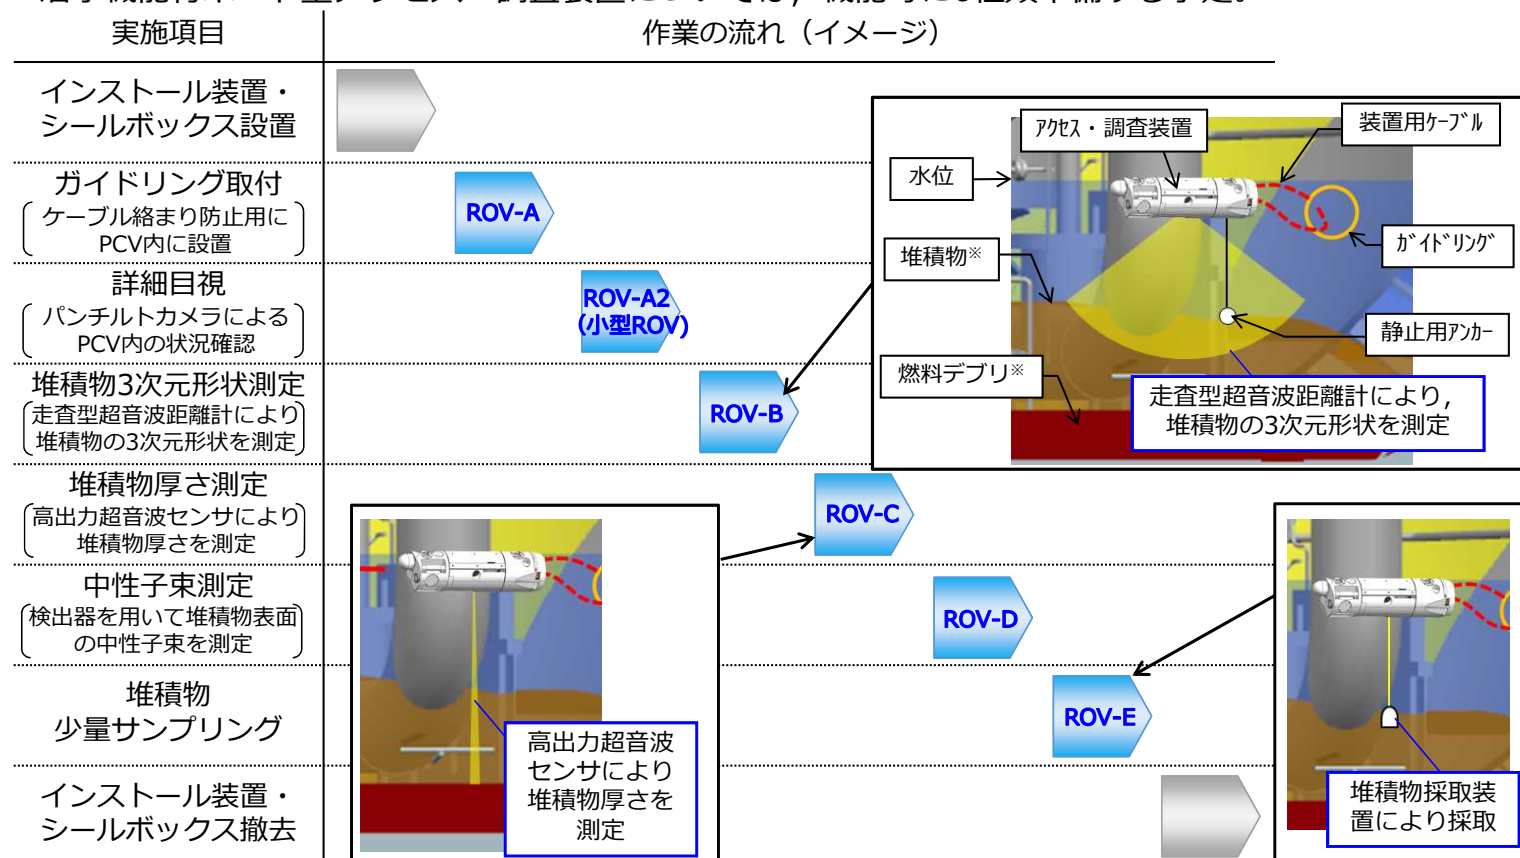 実施項目
作業の流れ（イメージ）
インストール装置・
シールボックス設置
ガイドリング取付
ケーブル絡まり防止用に
PCV内に設置
ROV-A
詳細目視
パンチルトカメラによる
PCV内の状況確認
ROV-A2
(小型ROV)
堆積物3次元形状測定
走査型超音波距離計により
堆積物の3次元形状を測定
ROV-B
アクセス・調査装置
装置用ケーブル
水位
ガイドリング
堆積物※
静止用アンカー
燃料デブリ※
走査型超音波距離計により,
堆積物の3次元形状を測定
堆積物厚さ測定
高出力超音波センサにより
堆積物厚さを測定
ROV-C
中性子束測定
検出器を用いて堆積物表面
の中性子束を測定
ROV-D
堆積物
少量サンプリング
ROV-E
高出力超音波
センサにより
堆積物厚さを
測定
堆積物採取装
置により採取
インストール装置・
シールボックス撤去